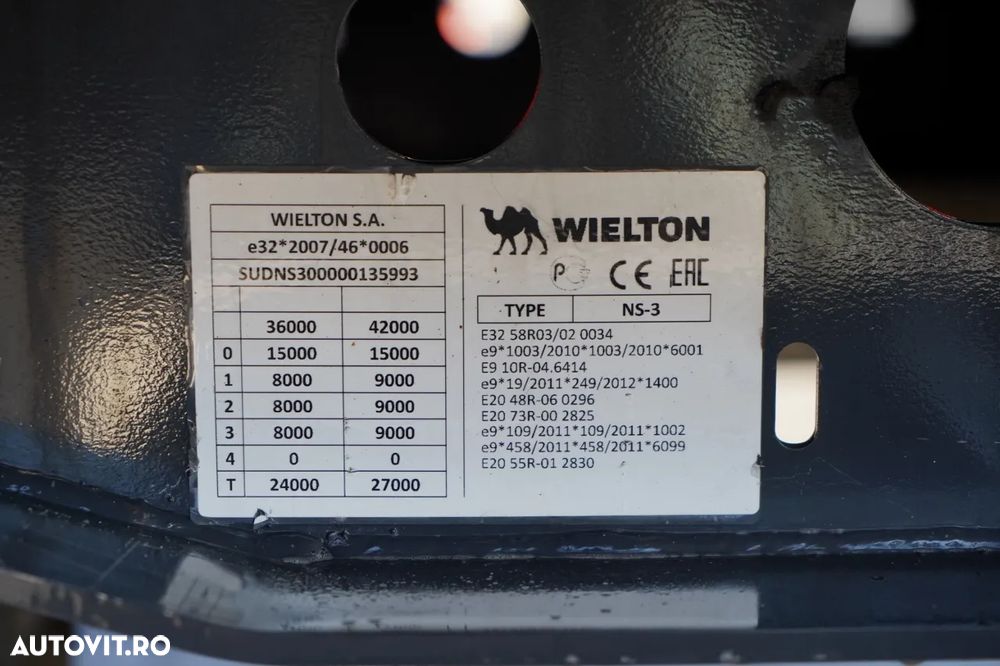 WIELTON S.A.
e32*2007/46*0006
SUDNS300000135993
36000 42000
0 15000 15000
1 8000 9000
2 8000 9000
3 8000 9000
4 0 0
T 24000 27000
WIELTON
P CE EAC
TYPE NS-3
E32 58R03/02 0034
e9*1003/2010*1003/2010*6001
E9 10R-04.6414
e9*19/2011*249/2012*1400
E20 48R-06 0296
E20 73R-00 2825
e9*109/2011*109/2011*1002
e9*458/2011*458/2011*6099
E20 55R-01 2830
AUTOVIT.RO